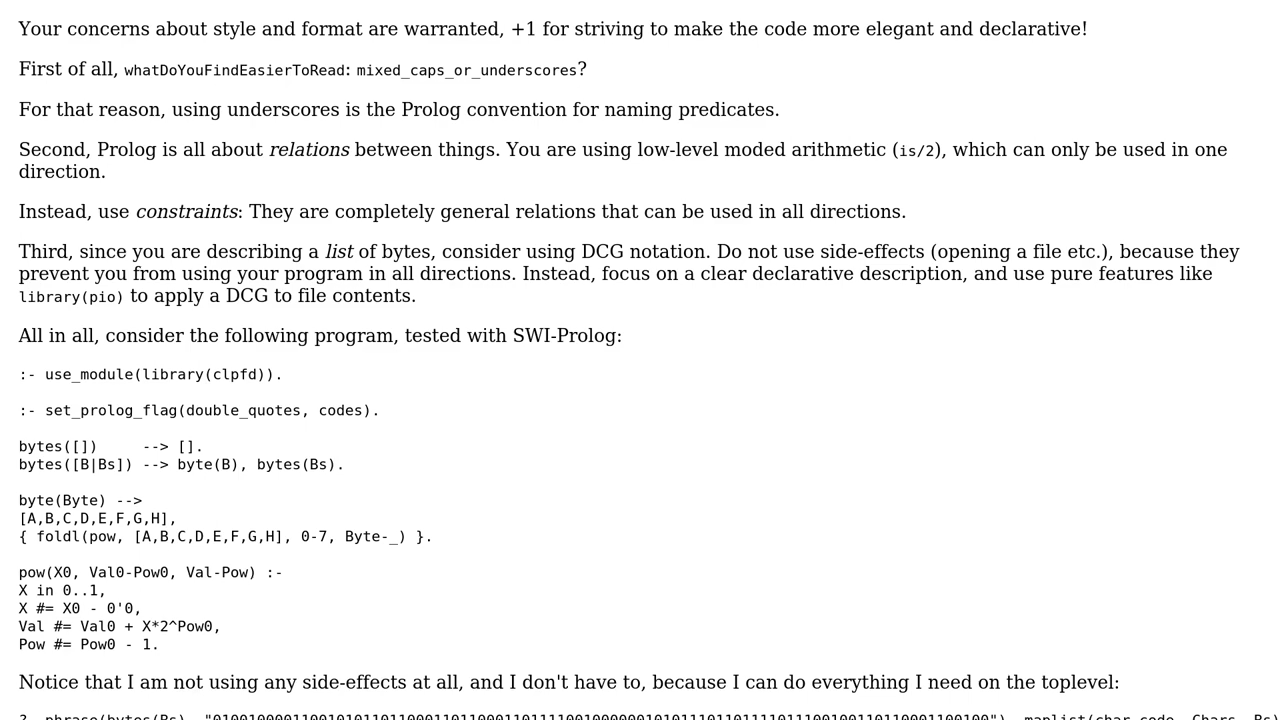 Your concerns about style and format are warranted, +1 for striving to make the code more elegant and declarative!
First of all, whatDoYouFindEasierToRead: mixed_caps_or_underscores?
For that reason, using underscores is the Prolog convention for naming predicates.
Second, Prolog is all about relations between things. You are using low-level moded arithmetic (is/2), which can only be used in one
direction.
Instead, use constraints: They are completely general relations that can be used in all directions.
Third, since you are describing a list of bytes, consider using DCG notation. Do not use side-effects (opening a file etc.), because they
prevent you from using your program in all directions. Instead, focus on a clear declarative description, and use pure features like
library(pio) to apply a DCG to file contents.
All in all, consider the following program, tested with SWI-Prolog:
:- use_module(library(clpfd)).
:- set_prolog_flag(double_quotes, codes).
bytes([])     --> [].
bytes([B|Bs]) --> byte(B), bytes(Bs).
byte(Byte) -->
[A,B,C,D,E,F,G,H],
{ foldl(pow, [A,B,C,D,E,F,G,H], 0-7, Byte-_) }.
pow(X0, Val0-Pow0, Val-Pow) :-
X in 0..1,
X #= X0 - 0'0,
Val #= Val0 + X*2^Pow0,
Pow #= Pow0 - 1.
Notice that I am not using any side-effects at all, and I don't have to, because I can do everything I need on the toplevel: